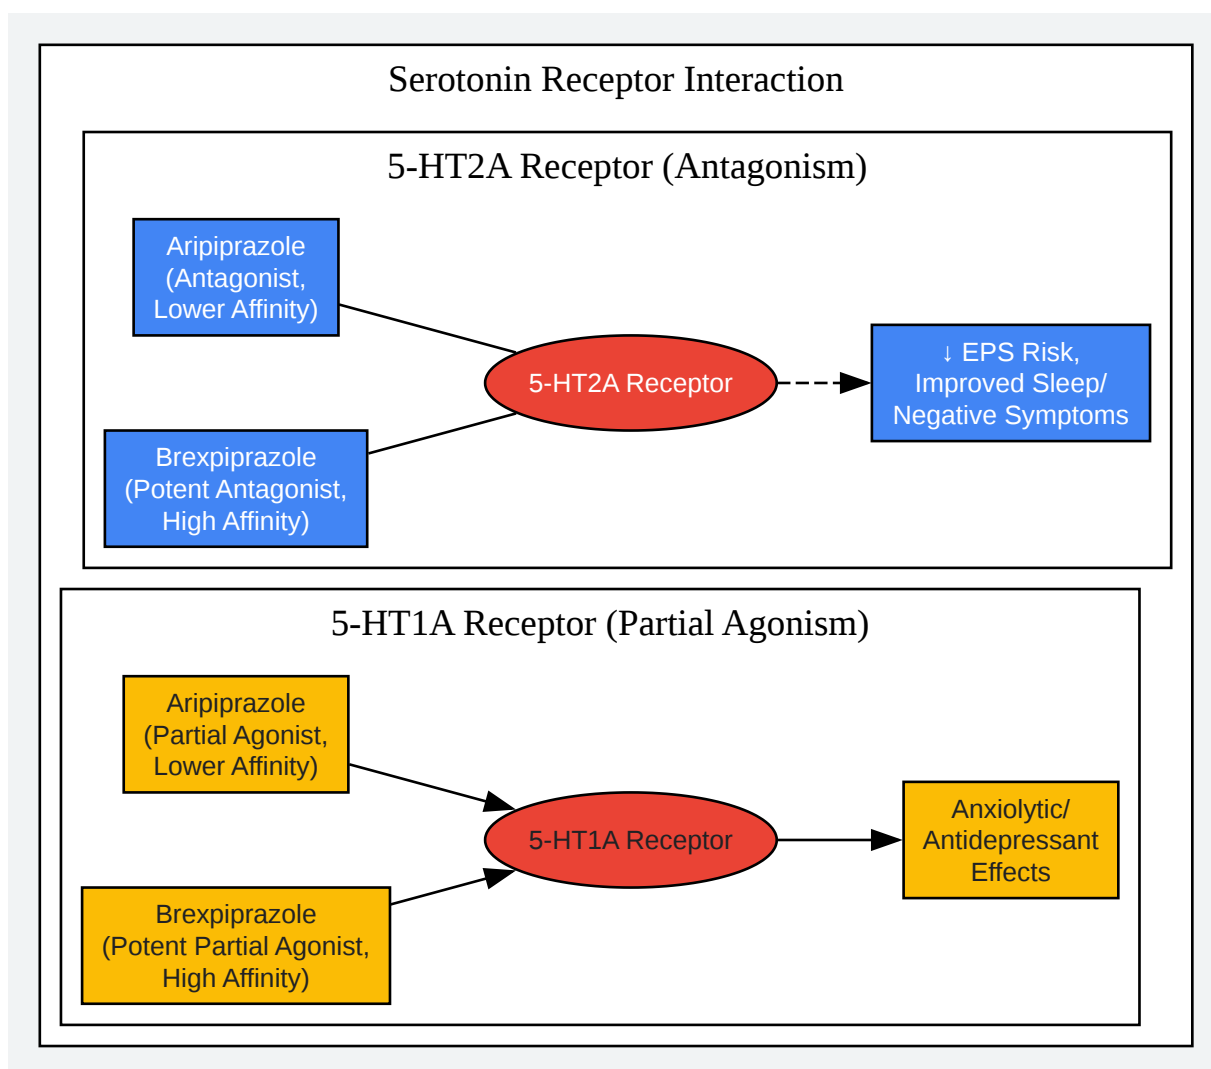 Serotonin Receptor Interaction
5-HT2A Receptor (Antagonism)
Aripiprazole
(Antagonist,
Lower Affinity)
5-HT2A Receptor
↓ EPS Risk,
Improved Sleep/
Negative Symptoms
Brexpiprazole
(Potent Antagonist,
High Affinity)
5-HT1A Receptor (Partial Agonism)
Aripiprazole
(Partial Agonist,
Lower Affinity)
5-HT1A Receptor
Anxiolytic/
Antidepressant
Effects
Brexpiprazole
(Potent Partial Agonist,
High Affinity)